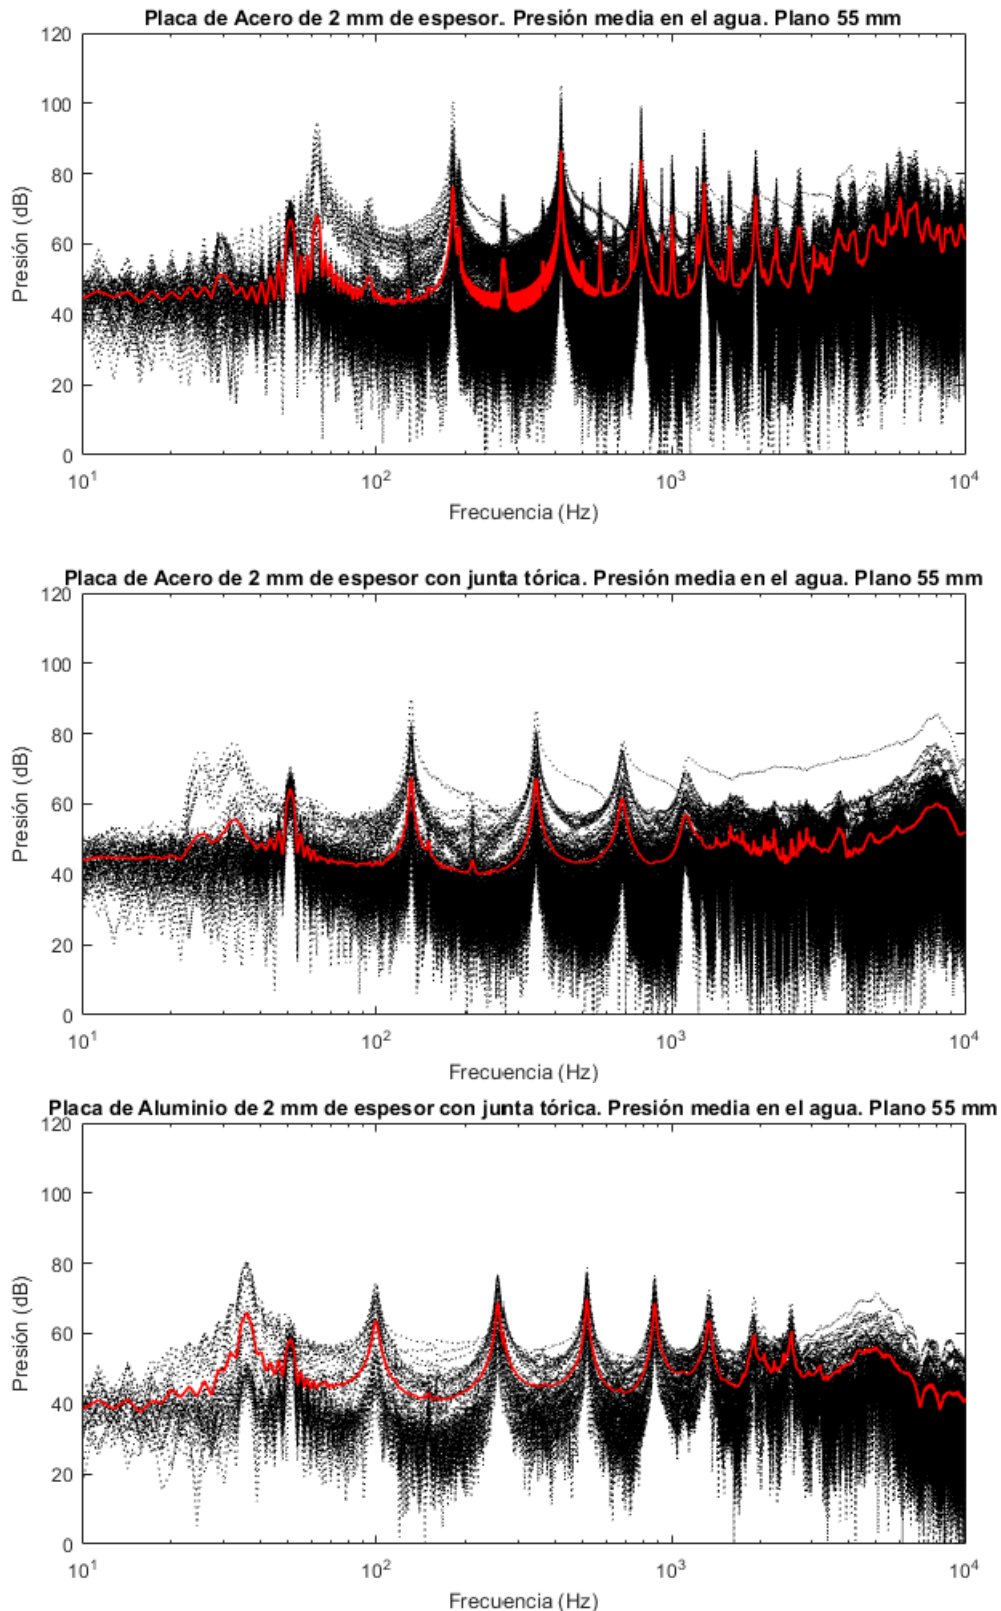 Placa de Acero de 2 mm de espesor. Presión media en el agua. Plano 55 mm
120
100
80
60
40
20
0
Presión (dB)
10^1 10^2 10^3 10^4
Frecuencia (Hz)
Placa de Acero de 2 mm de espesor con junta tórica. Presión media en el agua. Plano 55 mm
120
100
80
60
40
20
0
Presión (dB)
10^1 10^2 10^3 10^4
Frecuencia (Hz)
Placa de Aluminio de 2 mm de espesor con junta tórica. Presión media en el agua. Plano 55 mm
120
100
80
60
40
20
0
Presión (dB)
10^1 10^2 10^3 10^4
Frecuencia (Hz)